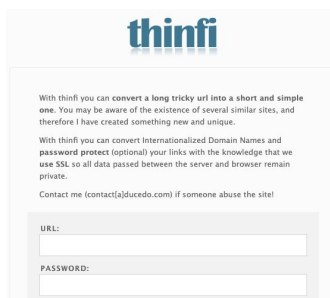 thinfi
With thinfi you can convert a long tricky url into a short and simple
one. You may be aware of the existence of several similar sites, and
therefore I have created something new and unique.
With thinfi you can convert Internationalized Domain Names and
password protect (optional) your links with the knowledge that we
use SSL so all data passed between the server and browser remain
private.
Contact me (contact[a]ducedo.com) if someone abuse the site!
URL:
PASSWORD: